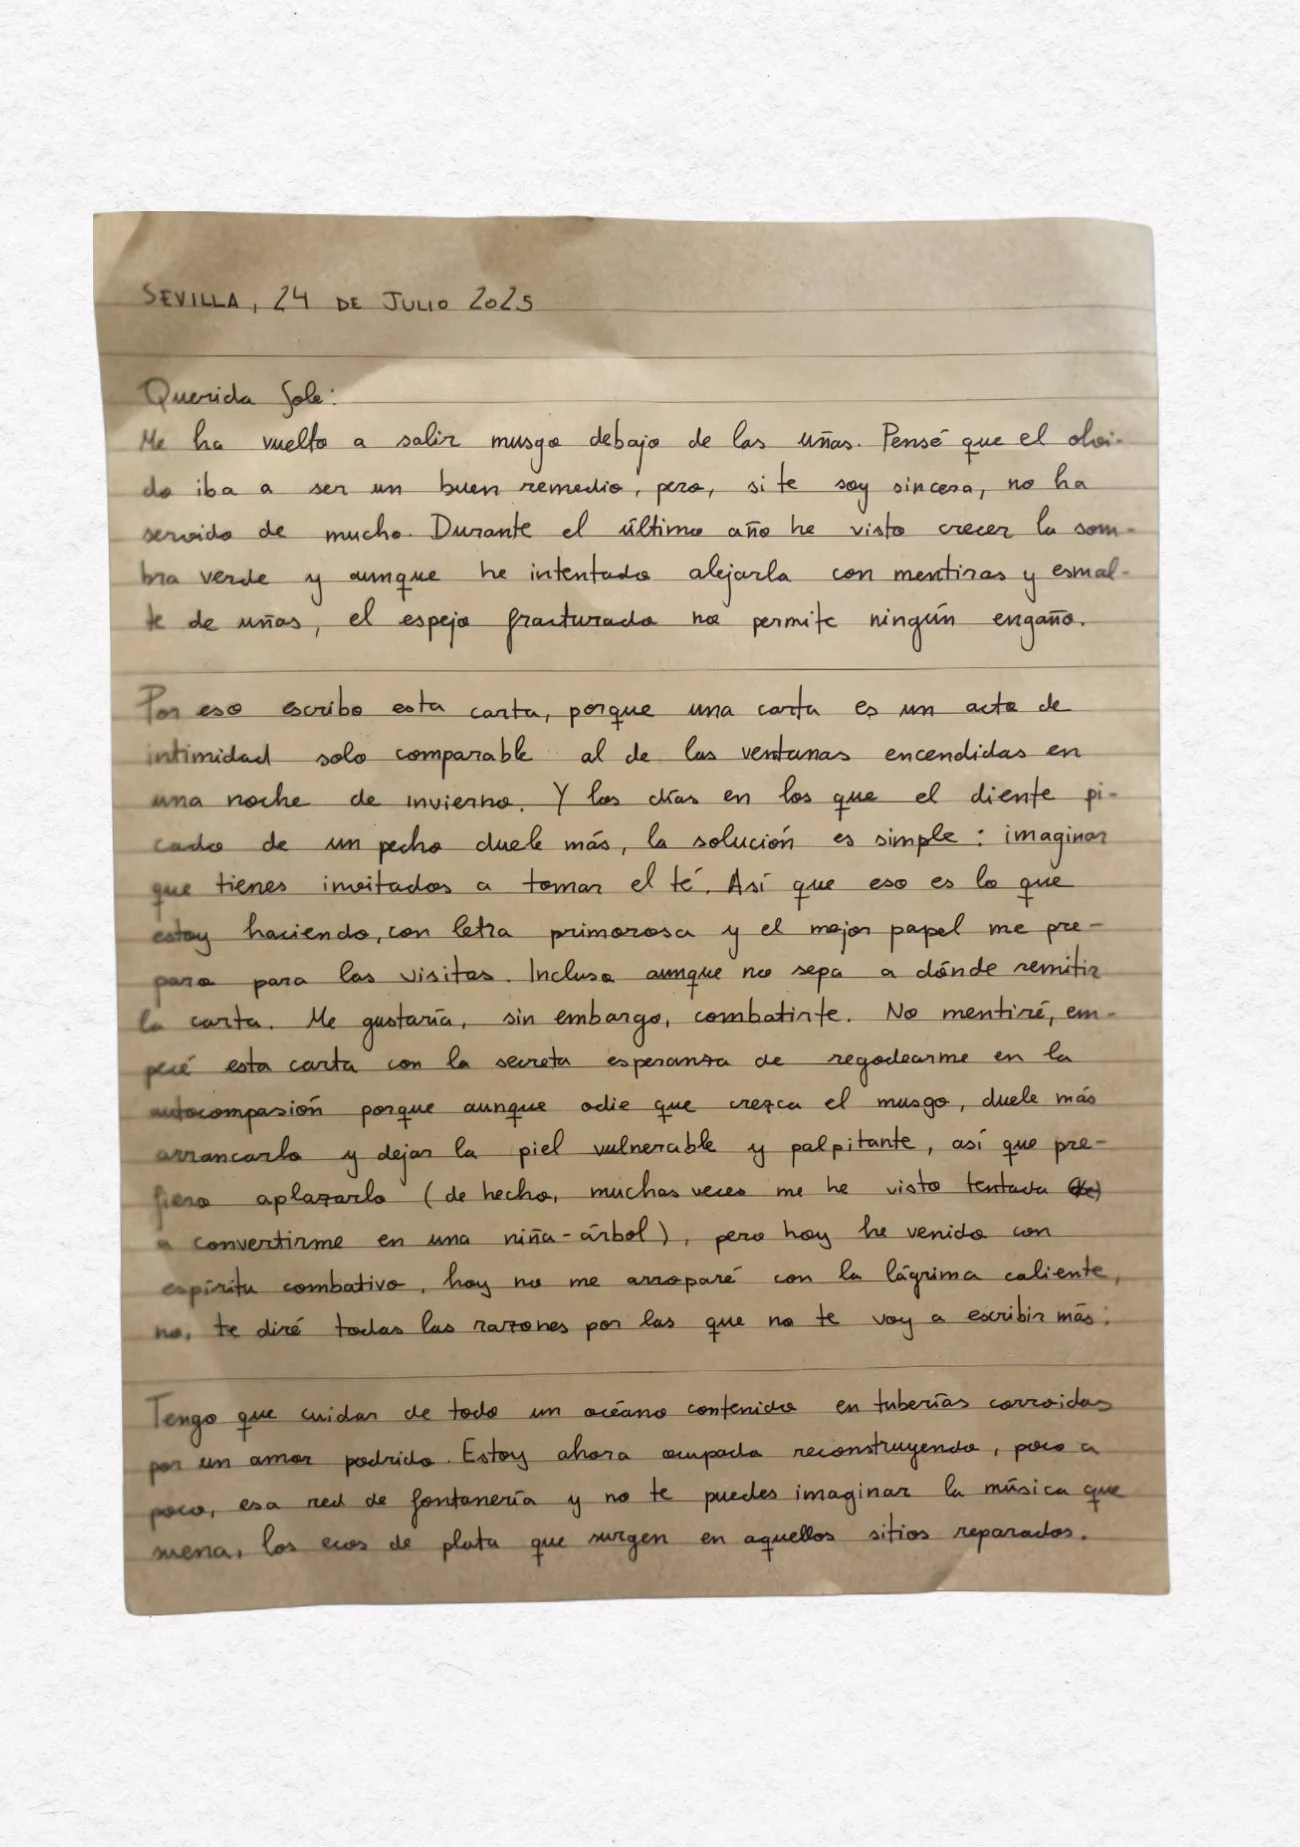 SEVILLA, 24 DE JULIO 2025
Querida Sole:
Me ha vuelto a salir musgo debajo de las uñas. Pensé que el olvi-
do iba a ser un buen remedio, pero, si te soy sincera, no ha
servido de mucho. Durante el último año he visto crecer la som-
bra verde y aunque he intentado alejarla con mentiras y esmal-
te de uñas, el espejo fracturado no permite ningún engaño.
Por eso escribo esta carta, porque una carta es un acto de
intimidad solo comparable al de las ventanas encendidas en
una noche de invierno. Y los días en los que el diente pi-
cado de un pecho duele más, la solución es simple: imaginar
que tienes invitados a tomar el té. Así que eso es lo que
estoy haciendo, con letra primorosa y el mejor papel me pre-
paro para las visitas. Incluso aunque no sepa a dónde remitir
la carta. Me gustaría, sin embargo, combatirte. No mentiré, em-
pecé esta carta con la secreta esperanza de regodearme en la
autocompasión porque aunque odie que crezca el musgo, duele más
arrancarlo y dejar la piel vulnerable y palpitante, así que pre-
fiero aplazarlo (de hecho, muchas veces me he visto tentada
a convertirme en una niña-árbol), pero hoy he venido con
espíritu combativo, hoy no me arroparé con la lágrima caliente,
no, te diré todas las razones por las que no te voy a escribir más:
Tengo que cuidar de todo un océano contenido en tuberías corroidas
por un amor podrido. Estoy ahora ocupada reconstruyendo, poco a
poco, esa red de fontanería y no te puedes imaginar la música que
suena, los ecos de plata que surgen en aquellos sitios reparados.